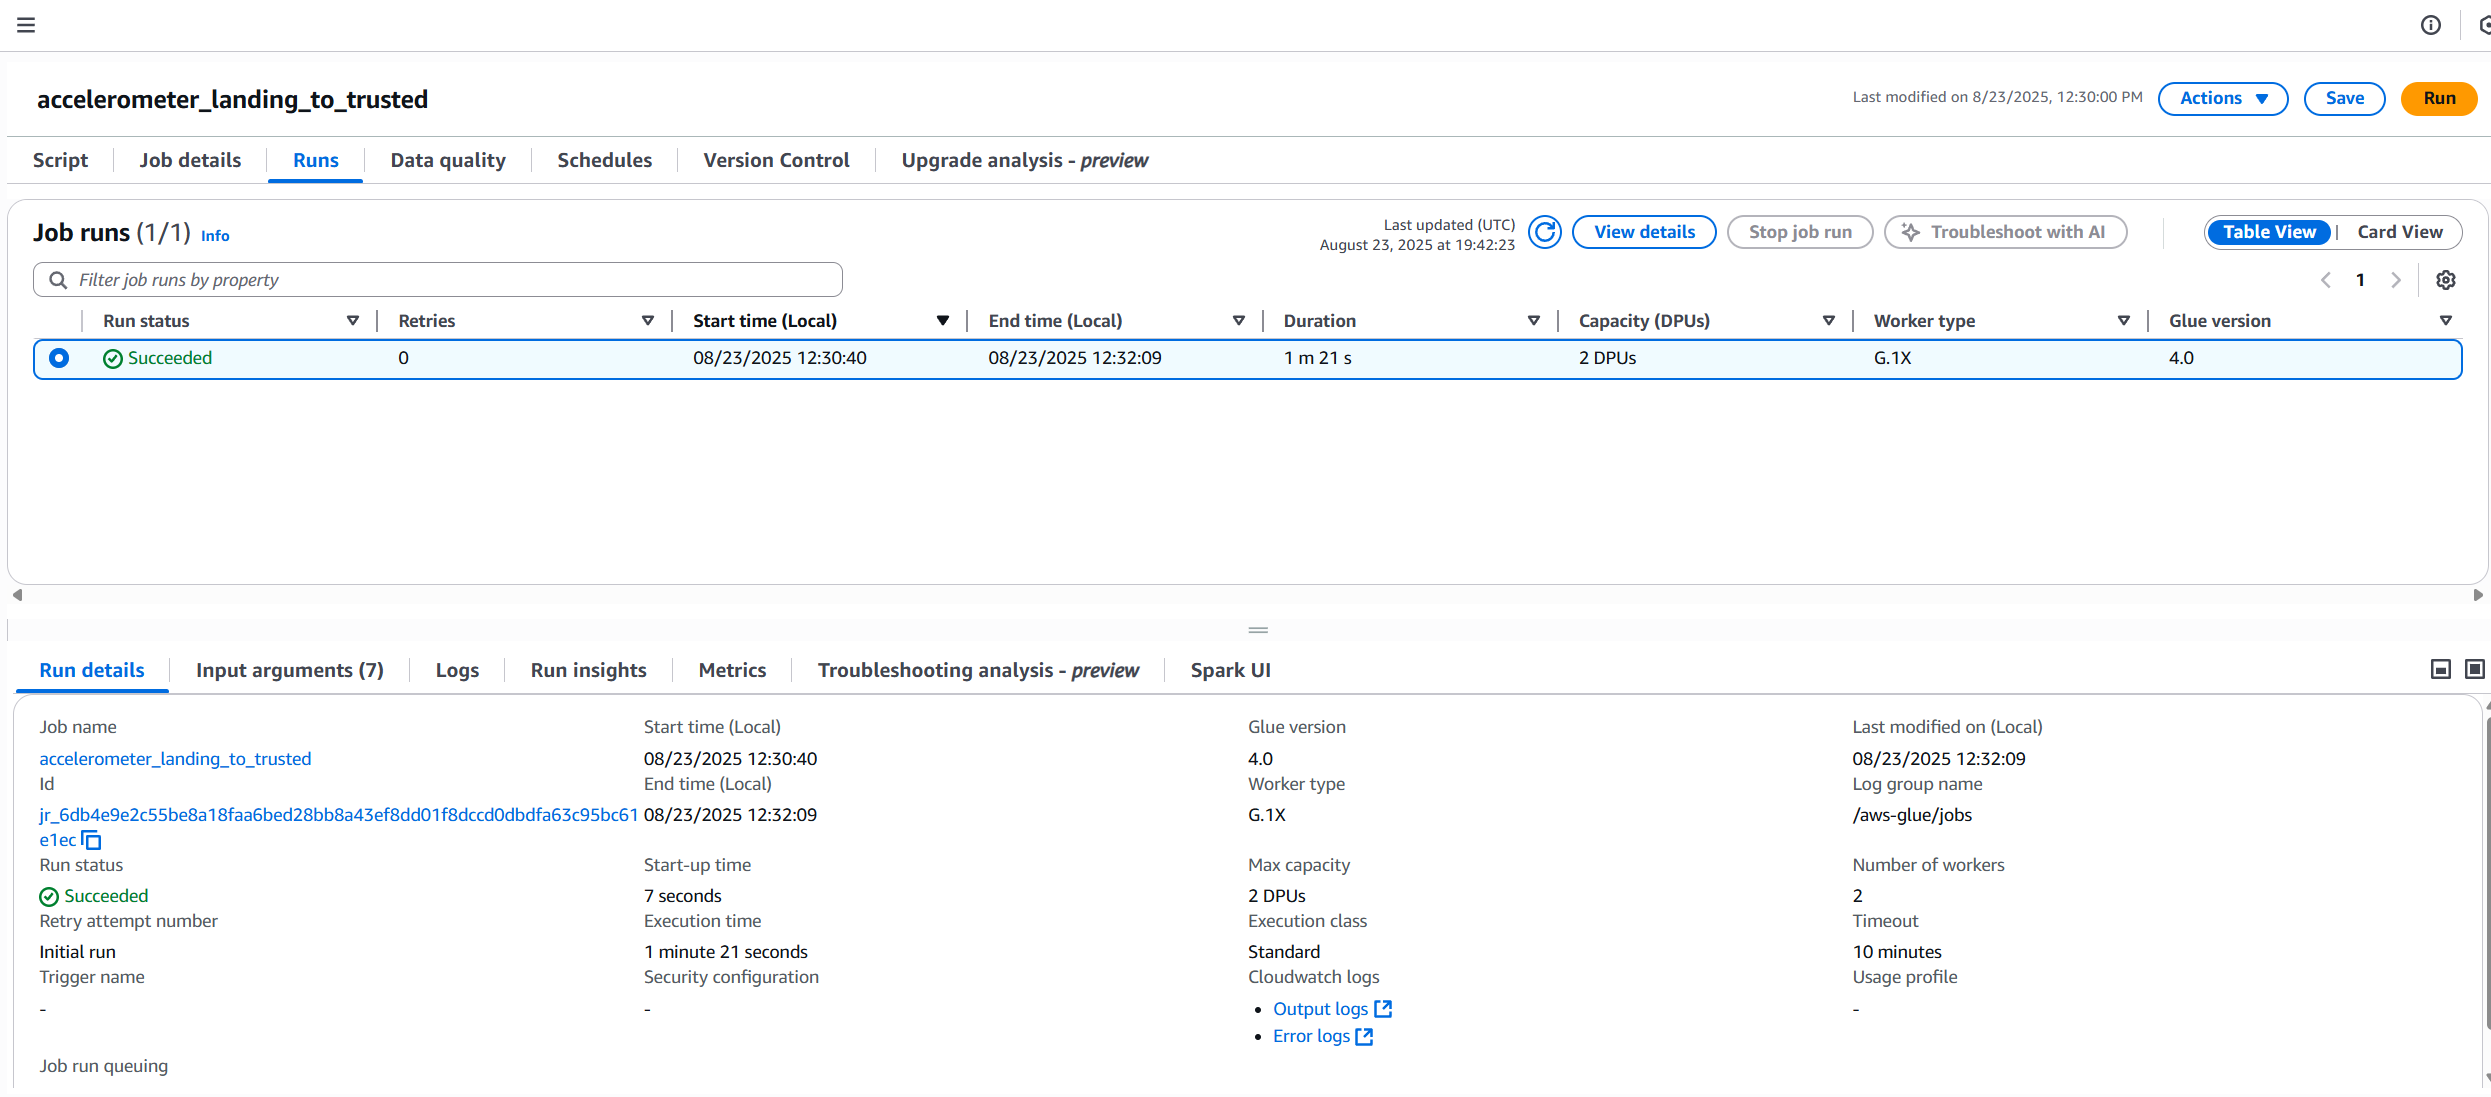 accelerometer_landing_to_trusted
Last modified on 8/23/2025, 12:30:00 PM
Actions
Save
Run
Script
Job details
Runs
Data quality
Schedules
Version Control
Upgrade analysis - preview
Job runs (1/1) Info
Last updated (UTC)
August 23, 2025 at 19:42:23
View details
Stop job run
Troubleshoot with AI
Table View
Card View
Filter job runs by property
1
Run status
Retries
Start time (Local)
End time (Local)
Duration
Capacity (DPUs)
Worker type
Glue version
Succeeded
0
08/23/2025 12:30:40
08/23/2025 12:32:09
1 m 21 s
2 DPUs
G.1X
4.0
Run details
Input arguments (7)
Logs
Run insights
Metrics
Troubleshooting analysis - preview
Spark UI
Job name
accelerometer_landing_to_trusted
Id
jr_6db4e9e2c55be8a18faa6bed28bb8a43ef8dd01f8dccd0dbdfa63c95bc61
e1ec
Run status
Succeeded
Retry attempt number
Initial run
Trigger name
-
Job run queuing
Start time (Local)
08/23/2025 12:30:40
End time (Local)
08/23/2025 12:32:09
Start-up time
7 seconds
Execution time
1 minute 21 seconds
Security configuration
-
Glue version
4.0
Worker type
G.1X
Max capacity
2 DPUs
Execution class
Standard
Cloudwatch logs
Output logs
Error logs
Last modified on (Local)
08/23/2025 12:32:09
Log group name
/aws-glue/jobs
Number of workers
2
Timeout
10 minutes
Usage profile
-